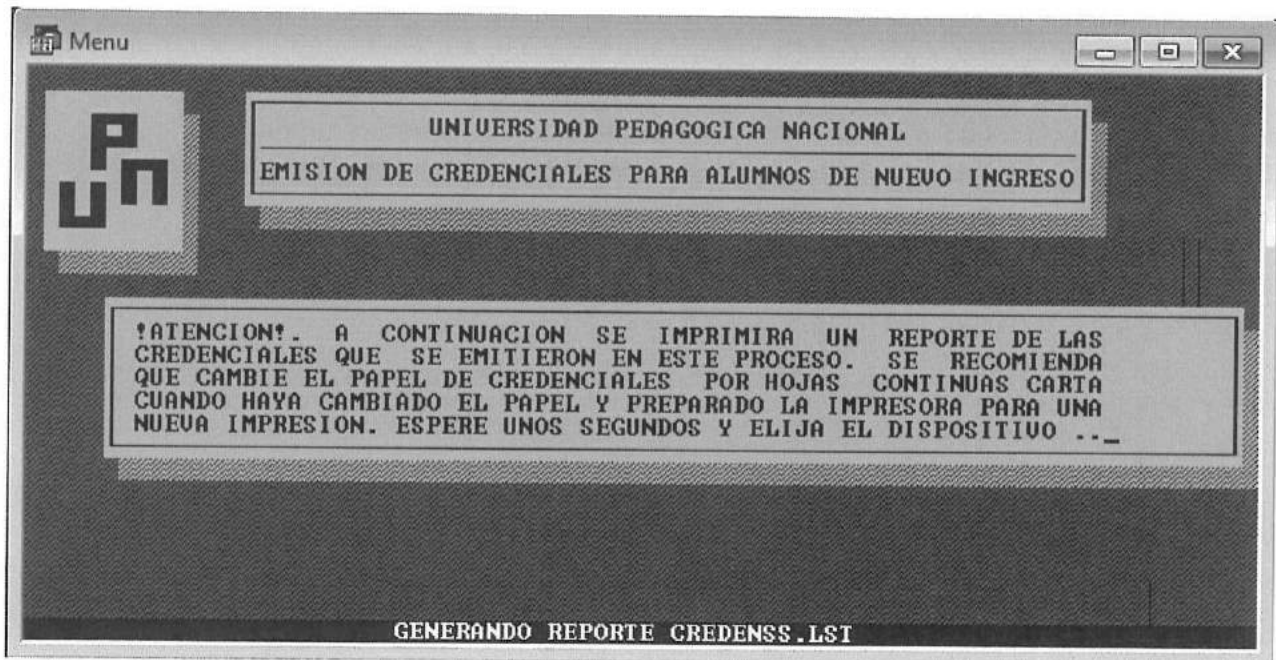 Menu
P
U N
UNIVERSIDAD PEDAGOGICA NACIONAL
EMISION DE CREDENCIALES PARA ALUMNOS DE NUEVO INGRESO
!ATENCION!. A CONTINUACION SE IMPRIMIRA UN REPORTE DE LAS
CREDENCIALES QUE SE EMITIERON EN ESTE PROCESO. SE RECOMIENDA
QUE CAMBIE EL PAPEL DE CREDENCIALES POR HOJAS CONTINUAS CARTA
CUANDO HAYA CAMBIADO EL PAPEL Y PREPARADO LA IMPRESORA PARA UNA
NUEVA IMPRESION. ESPERE UNOS SEGUNDOS Y ELIJA EL DISPOSITIVO .._
GENERANDO REPORTE CREDENSS.LST